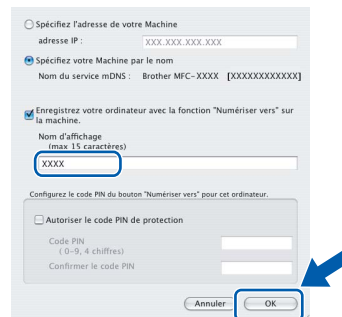 Spécifiez l'adresse de votre Machine
adresse IP :    XXX.XXX.XXX.XXX
Spécifiez votre Machine par le nom
Nom du service mDNS :    Brother MFC-XXXX    [XXXXXXXXXXXX]
Enregistrez votre ordinateur avec la fonction "Numériser vers" sur
la machine.
Nom d'affichage
(max 15 caractères)
XXXX
Configurez le code PIN du bouton "Numériser vers" pour cet ordinateur.
Autoriser le code PIN de protection
Code PIN
( 0-9, 4 chiffres)
Confirmer le code PIN
Annuler    OK